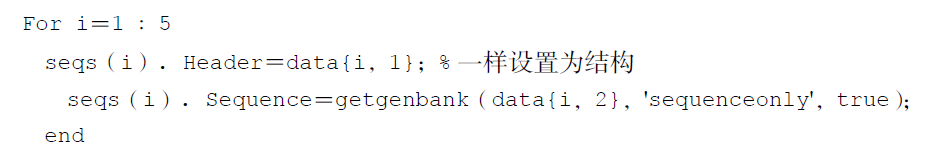 For i＝1 : 5
seqs（i）. Header＝data{i, 1}; %一样设置为结构
seqs（i）. Sequence＝getgenbank（data{i, 2}, 'sequenceonly', true）;
end